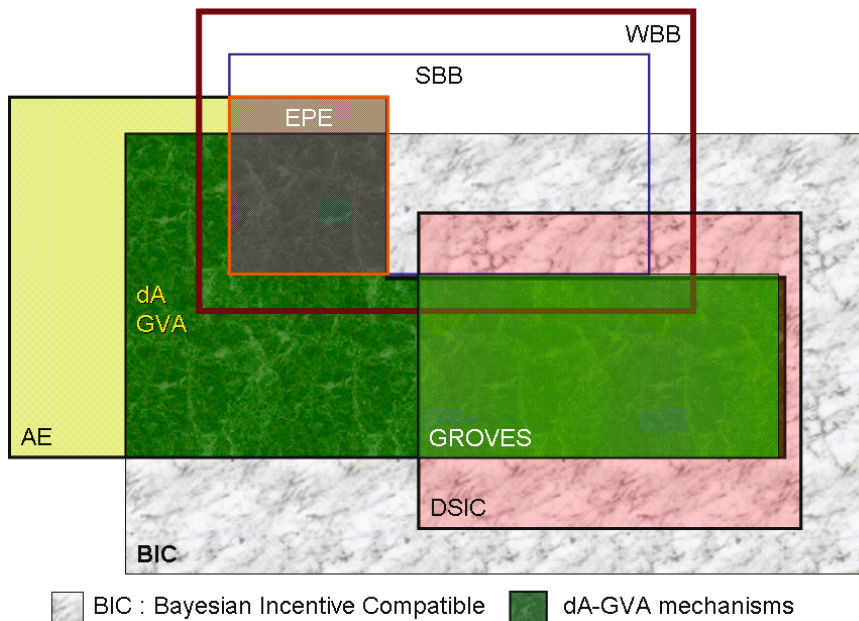 WBB
SBB
EPE
dA
GVA
AE
GROVES
DSIC
BIC
BIC : Bayesian Incentive Compatible
dA-GVA mechanisms